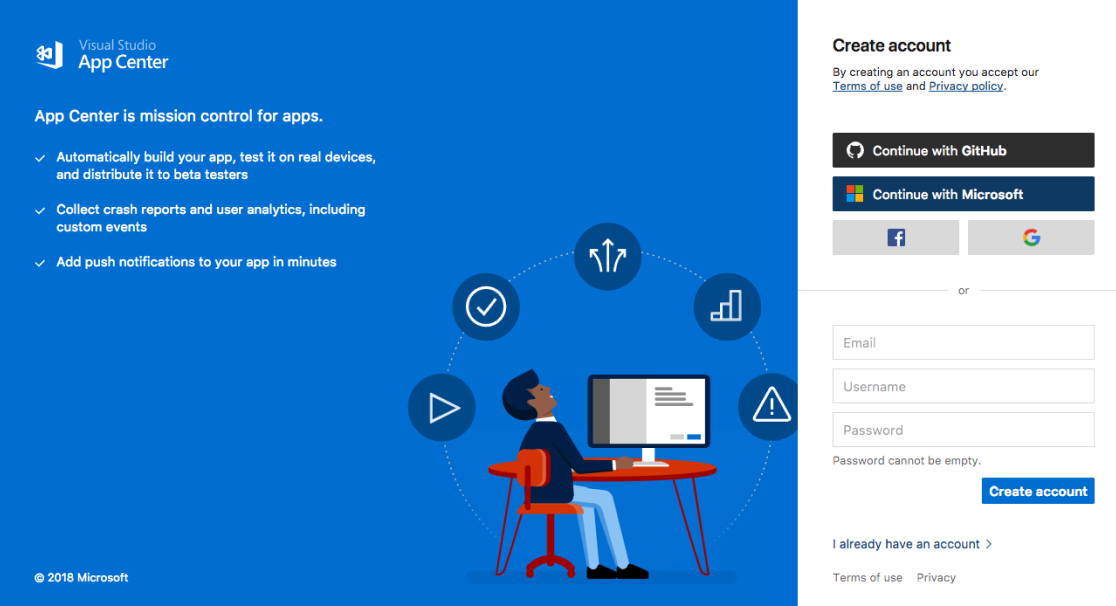 Visual Studio
App Center
App Center is mission control for apps.
Automatically build your app, test it on real devices,
and distribute it to beta testers
Collect crash reports and user analytics, including
custom events
Add push notifications to your app in minutes
© 2018 Microsoft
Create account
By creating an account you accept our
Terms of use and Privacy policy.
Continue with GitHub
Continue with Microsoft
or
Email
Username
Password
Password cannot be empty.
Create account
I already have an account
Terms of use Privacy